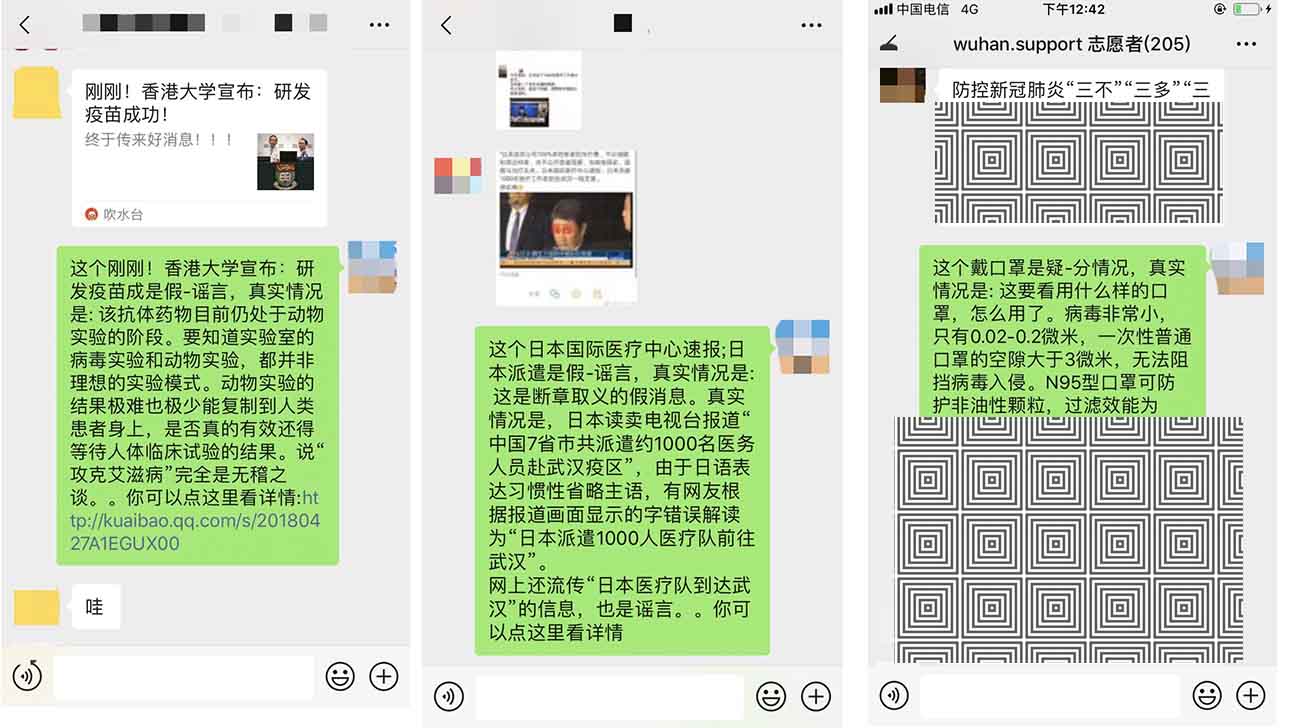 刚刚！香港大学宣布：研发
疫苗成功！
终于传来好消息！！！
吹水台
这个刚刚！香港大学宣布：研
发疫苗成是假-谣言，真实情况
是: 该抗体药物目前仍处于动物
实验的阶段。要知道实验室的
病毒实验和动物实验，都并非
理想的实验模式。动物实验的
结果极难也极少能复制到人类
患者身上，是否真的有效还得
等待人体临床试验的结果。说“
攻克艾滋病”完全是无稽之
谈。。你可以点这里看详情:ht
tp://kuaibao.qq.com/s/201804
27A1EGUX00
哇
这个日本国际医疗中心速报;日
本派遣是假-谣言，真实情况是:
这是断章取义的假消息。真实
情况是，日本读卖电视台报道“
中国7省市共派遣约1000名医务
人员赴武汉疫区”，由于日语表
达习惯性省略主语，有网友根
据报道画面显示的字错误解读
为“日本派遣1000人医疗队前往
武汉”。
网上还流传“日本医疗队到达武
汉”的信息，也是谣言。。你可
以点这里看详情
中国电信 4G
下午12:42
wuhan.support 志愿者(205)
防控新冠肺炎“三不”“三多”“三
这个戴口罩是疑-分情况，真实
情况是: 这要看用什么样的口
罩，怎么用了。病毒非常小，
只有0.02-0.2微米，一次性普通
口罩的空隙大于3微米，无法阻
挡病毒入侵。N95型口罩可防
护非油性颗粒，过滤效能为